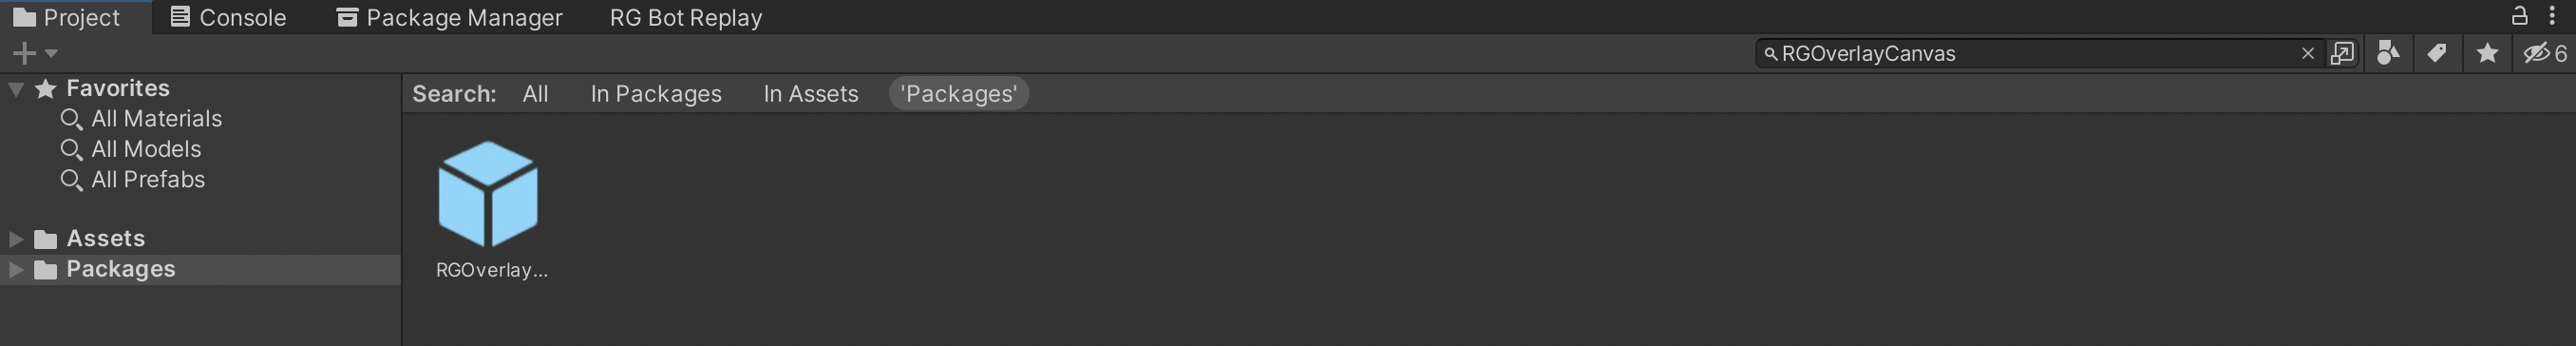 Project Console Package Manager RG Bot Replay
RGOverlayCanvas 6
Favorites
All Materials
All Models
All Prefabs
Assets
Packages
Search: All In Packages In Assets 'Packages'
RGOverlay...